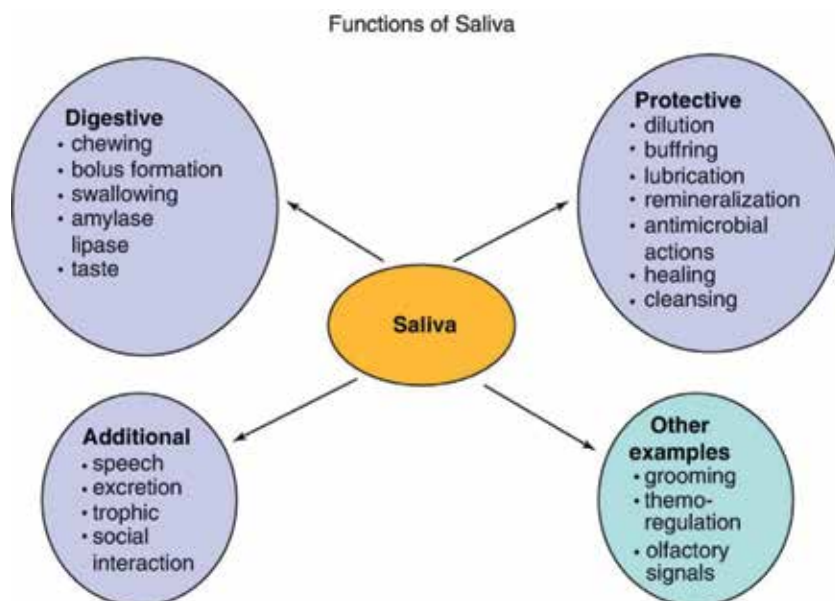 Functions of Saliva
Digestive
• chewing
• bolus formation
• swallowing
• amylase
lipase
• taste
Protective
• dilution
• buffring
• lubrication
• remineralization
• antimicrobial
actions
• healing
• cleansing
Saliva
Additional
• speech
• excretion
• trophic
• social
interaction
Other
examples
• grooming
• themo-
regulation
• olfactory
signals